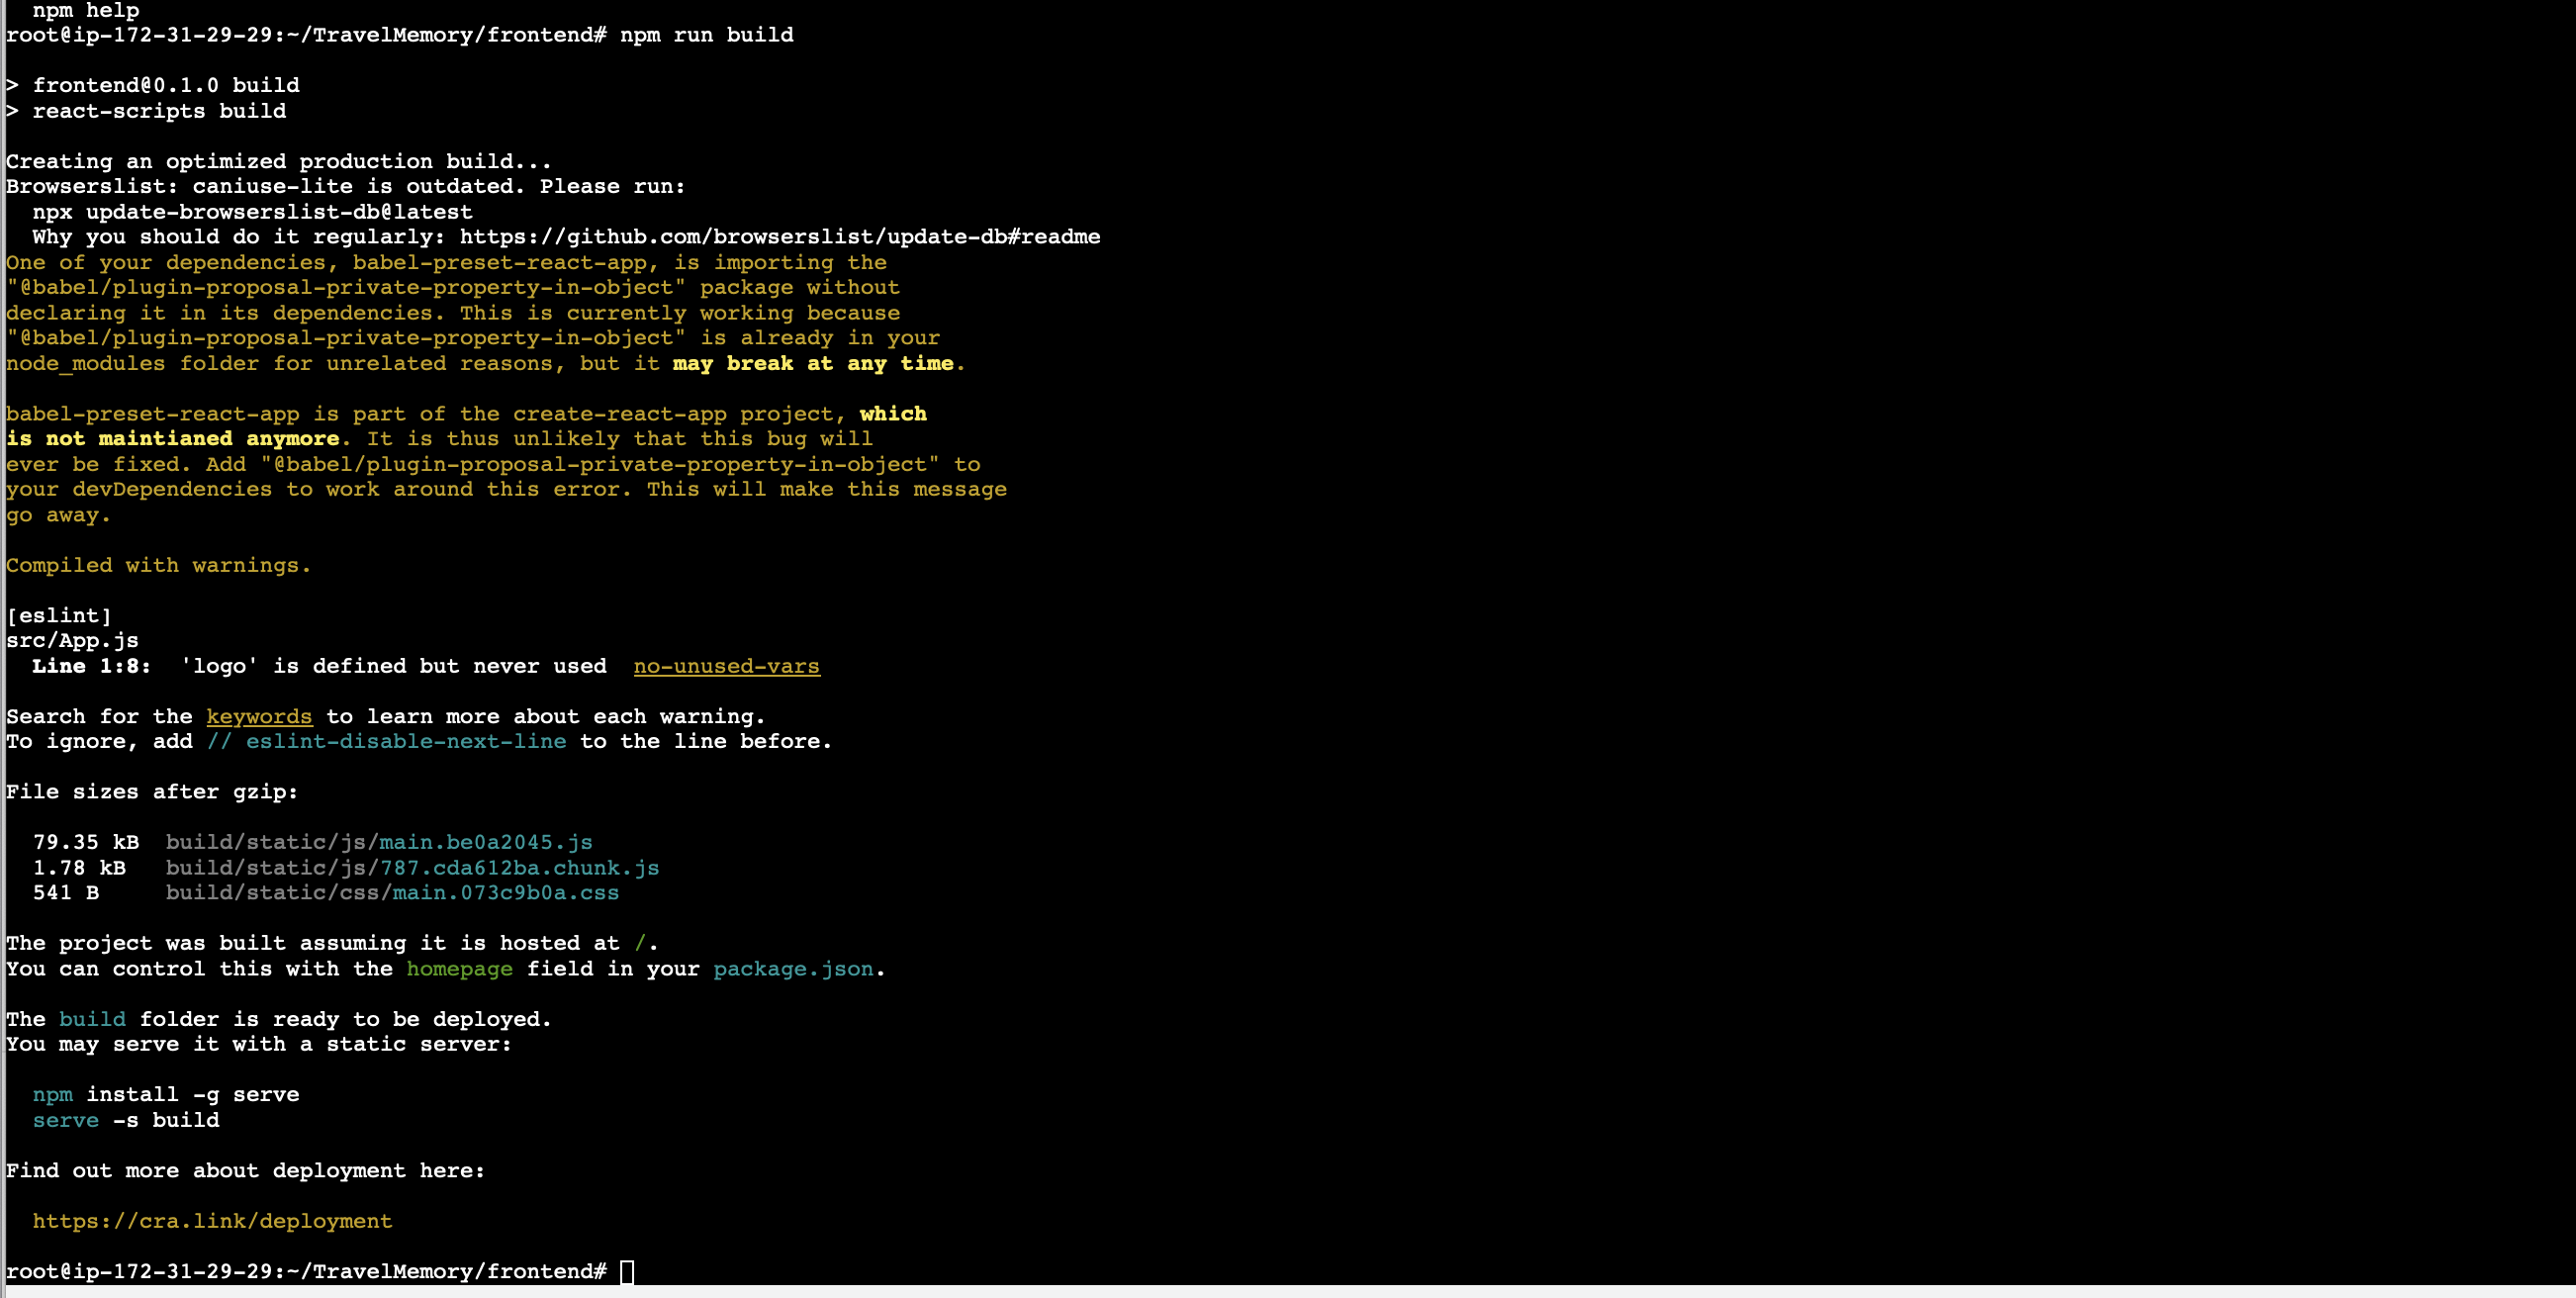 npm help
root@ip-172-31-29-29:~/TravelMemory/frontend# npm run build
> frontend@0.1.0 build
> react-scripts build
Creating an optimized production build...
Browserslist: caniuse-lite is outdated. Please run:
npx update-browserslist-db@latest
Why you should do it regularly: https://github.com/browserslist/update-db#readme
One of your dependencies, babel-preset-react-app, is importing the
"@babel/plugin-proposal-private-property-in-object" package without
declaring it in its dependencies. This is currently working because
"@babel/plugin-proposal-private-property-in-object" is already in your
node_modules folder for unrelated reasons, but it may break at any time.
babel-preset-react-app is part of the create-react-app project, which
is not maintianed anymore. It is thus unlikely that this bug will
ever be fixed. Add "@babel/plugin-proposal-private-property-in-object" to
your devDependencies to work around this error. This will make this message
go away.
Compiled with warnings.
[eslint]
src/App.js
Line 1:8:  'logo' is defined but never used  no-unused-vars
Search for the keywords to learn more about each warning.
To ignore, add // eslint-disable-next-line to the line before.
File sizes after gzip:
79.35 kB  build/static/js/main.be0a2045.js
1.78 kB   build/static/js/787.cda612ba.chunk.js
541 B     build/static/css/main.073c9b0a.css
The project was built assuming it is hosted at /.
You can control this with the homepage field in your package.json.
The build folder is ready to be deployed.
You may serve it with a static server:
npm install -g serve
serve -s build
Find out more about deployment here:
https://cra.link/deployment
root@ip-172-31-29-29:~/TravelMemory/frontend#